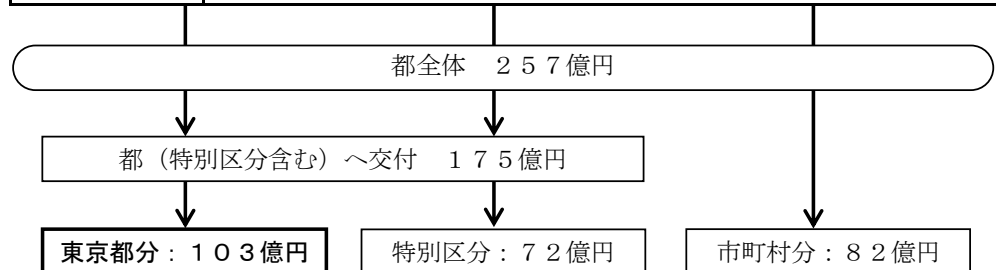 都全体　２５７億円
都（特別区分含む）へ交付　１７５億円
東京都分：１０３億円
特別区分：７２億円
市町村分：８２億円